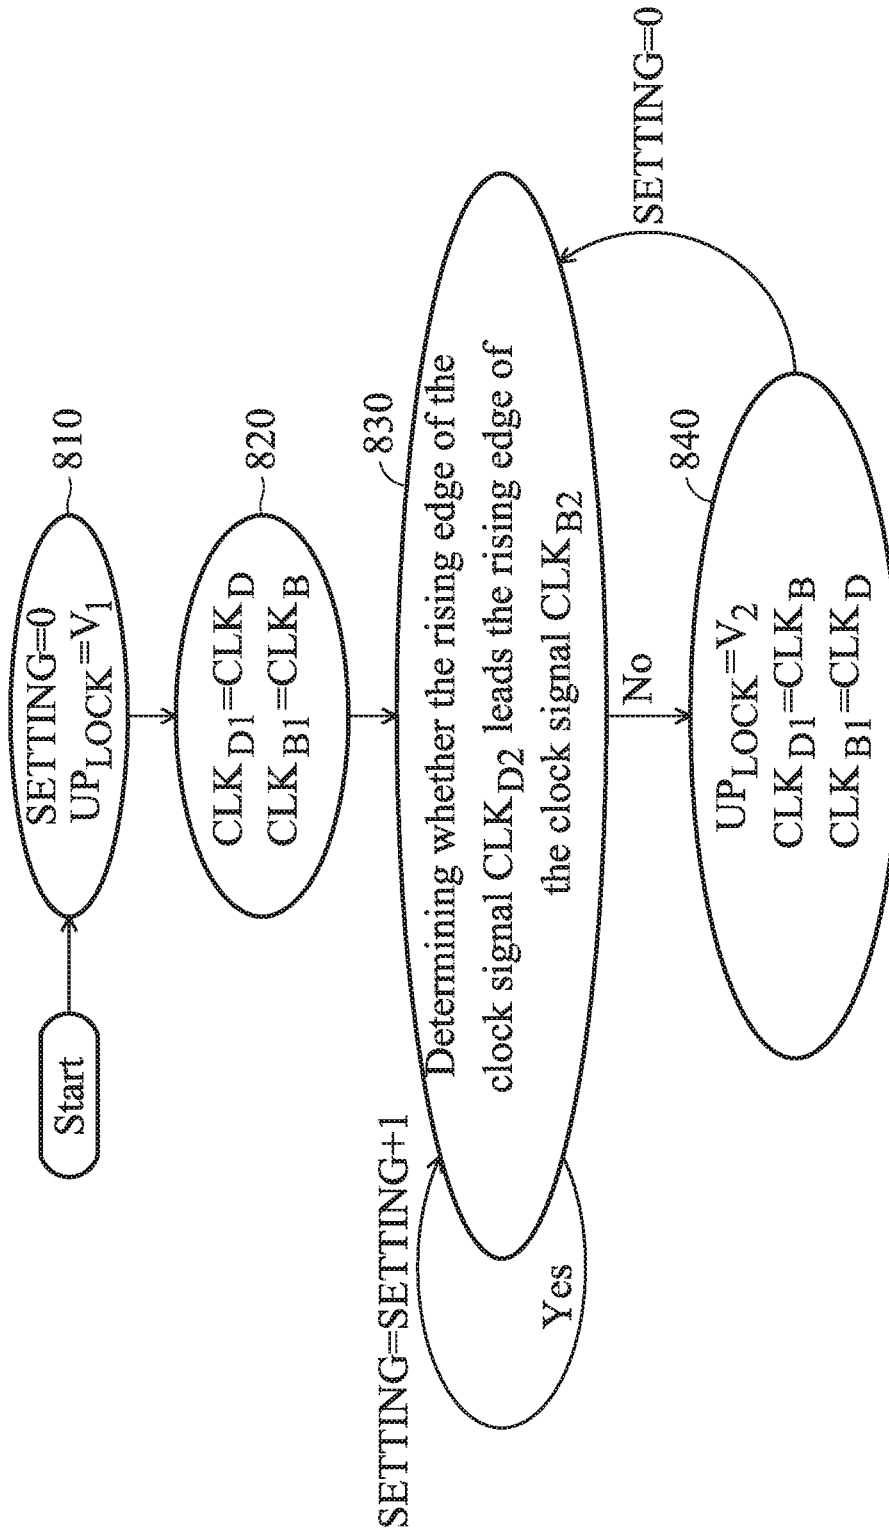 Start
SETTING=0
UP_LOCK=V_1
810
CLK_D1=CLK_D
CLK_B1=CLK_B
820
SETTING=SETTING+1
Yes
Determining whether the rising edge of the
clock signal CLK_D2 leads the rising edge of
the clock signal CLK_B2
830
No
UP_LOCK=V_2
CLK_D1=CLK_B
CLK_B1=CLK_D
840
SETTING=0